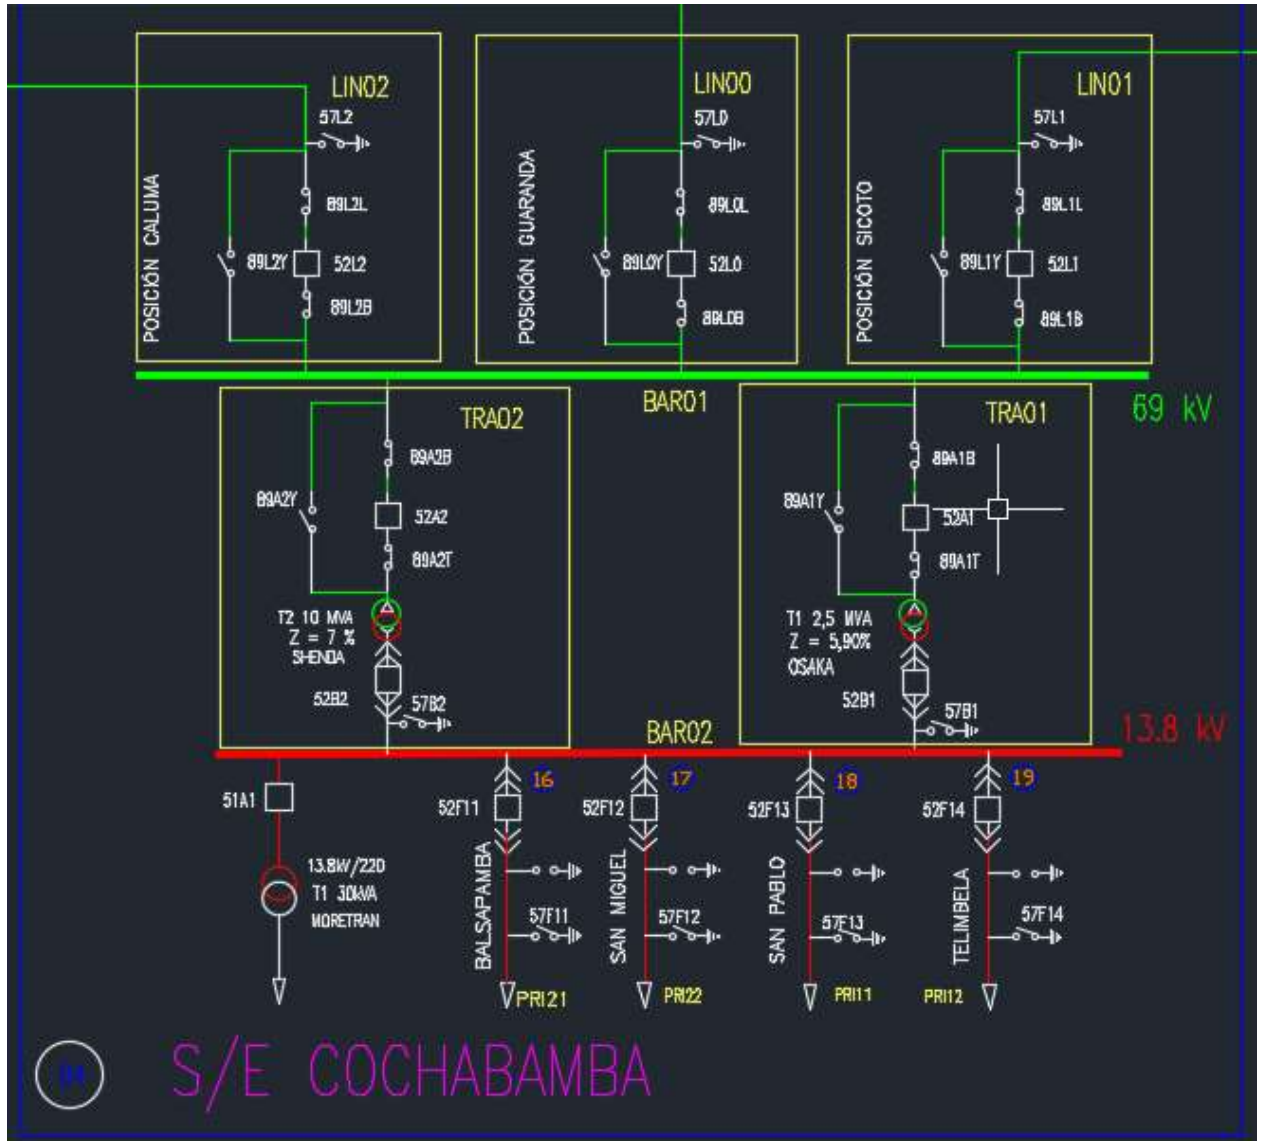 LIN02
57L2
89L2L
89L2Y
52L2
89L2B
POSICIÓN CALUMA
LIN00
57L0
89L0L
89L0Y
52L0
89L0B
POSICIÓN GUARANDA
LIN01
57L1
89L1L
89L1Y
52L1
89L1B
POSICIÓN SICOTO
BAR01
69 kV
TRA02
89A2B
89A2Y
52A2
89A2T
T2 10 MVA
Z = 7 %
SHENDA
52B2
57B2
TRA01
89A1B
89A1Y
52A1
89A1T
T1 2,5 MVA
Z = 5,90%
OSAKA
52B1
57B1
BAR02
13.8 kV
51A1
13.8kV/220
T1 30kVA
MORETRAN
16
52F11
BALSAPAMBA
57F11
PRI21
17
52F12
SAN MIGUEL
57F12
PRI22
18
52F13
SAN PABLO
57F13
PRI11
19
52F14
TELIMBELA
57F14
PRI12
04
S/E COCHABAMBA